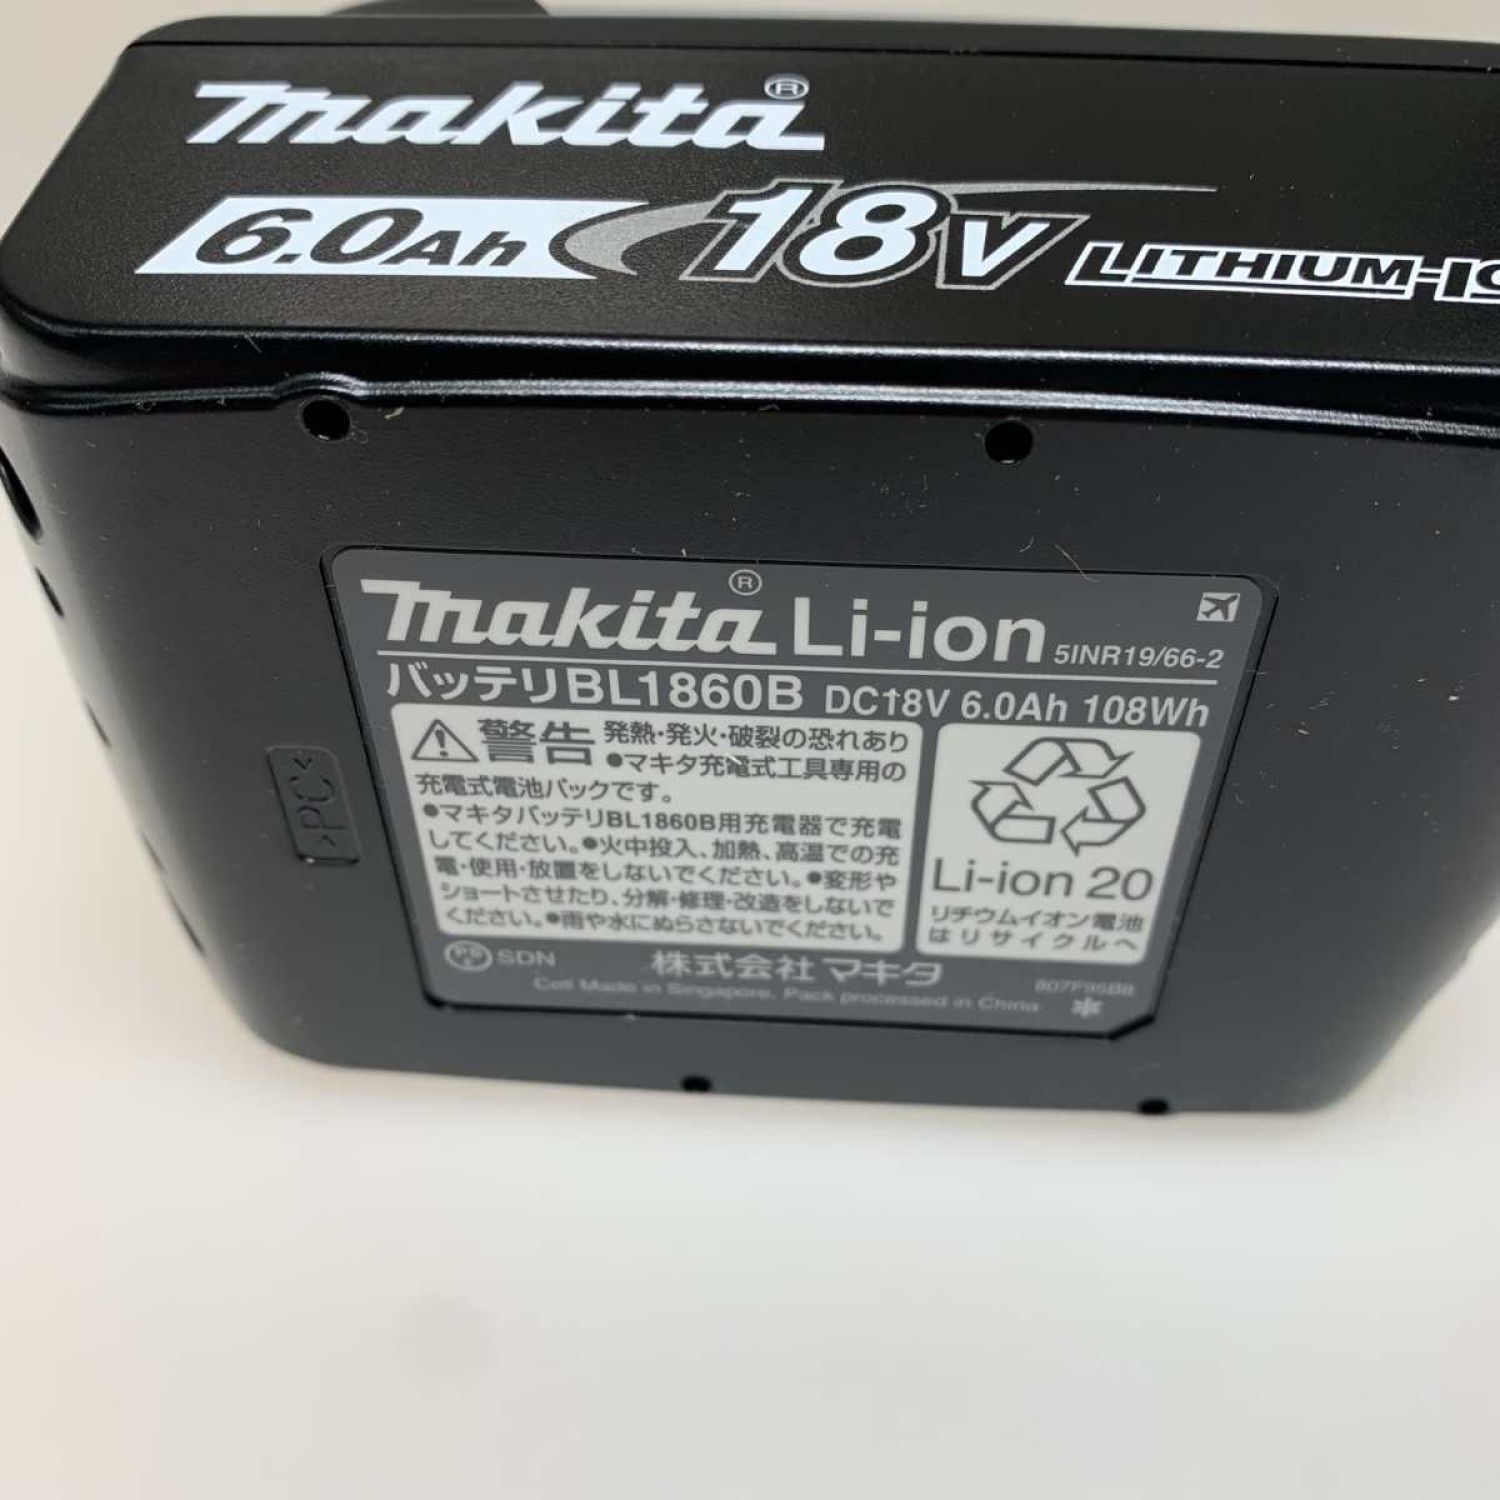 makita®
6.0Ah 18V LITHIUM-IO
makita® Li-ion 5INR19/66-2
バッテリBL1860B DC18V 6.0Ah 108Wh
警告 発熱・発火・破裂の恐れあり
●マキタ充電式工具専用の
充電式電池パックです。
●マキタバッテリBL1860B用充電器で充電
してください。●火中投入、加熱、高温での充
電・使用・放置をしないでください。●変形や
ショートさせたり、分解・修理・改造をしないで
ください。●雨や水にぬらさないでください。
Li-ion 20
リチウムイオン電池
はリサイクルへ
>PC<
PSE SDN 株式会社マキタ
Cell Made in Singapore. Pack processed in China
807F95B8
✻